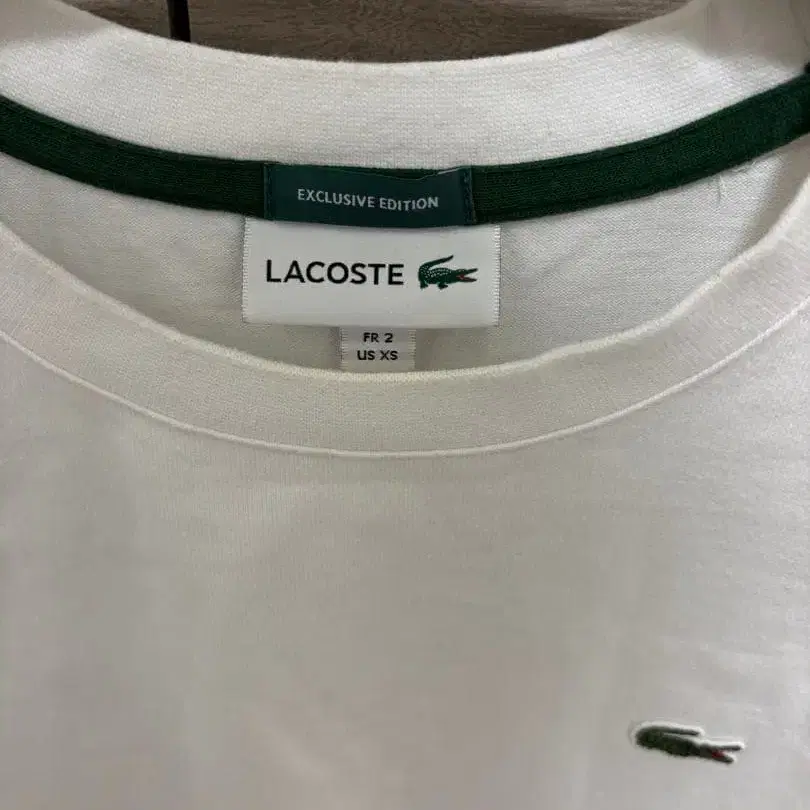 EXCLUSIVE EDITION
LACOSTE
FR 2
US XS